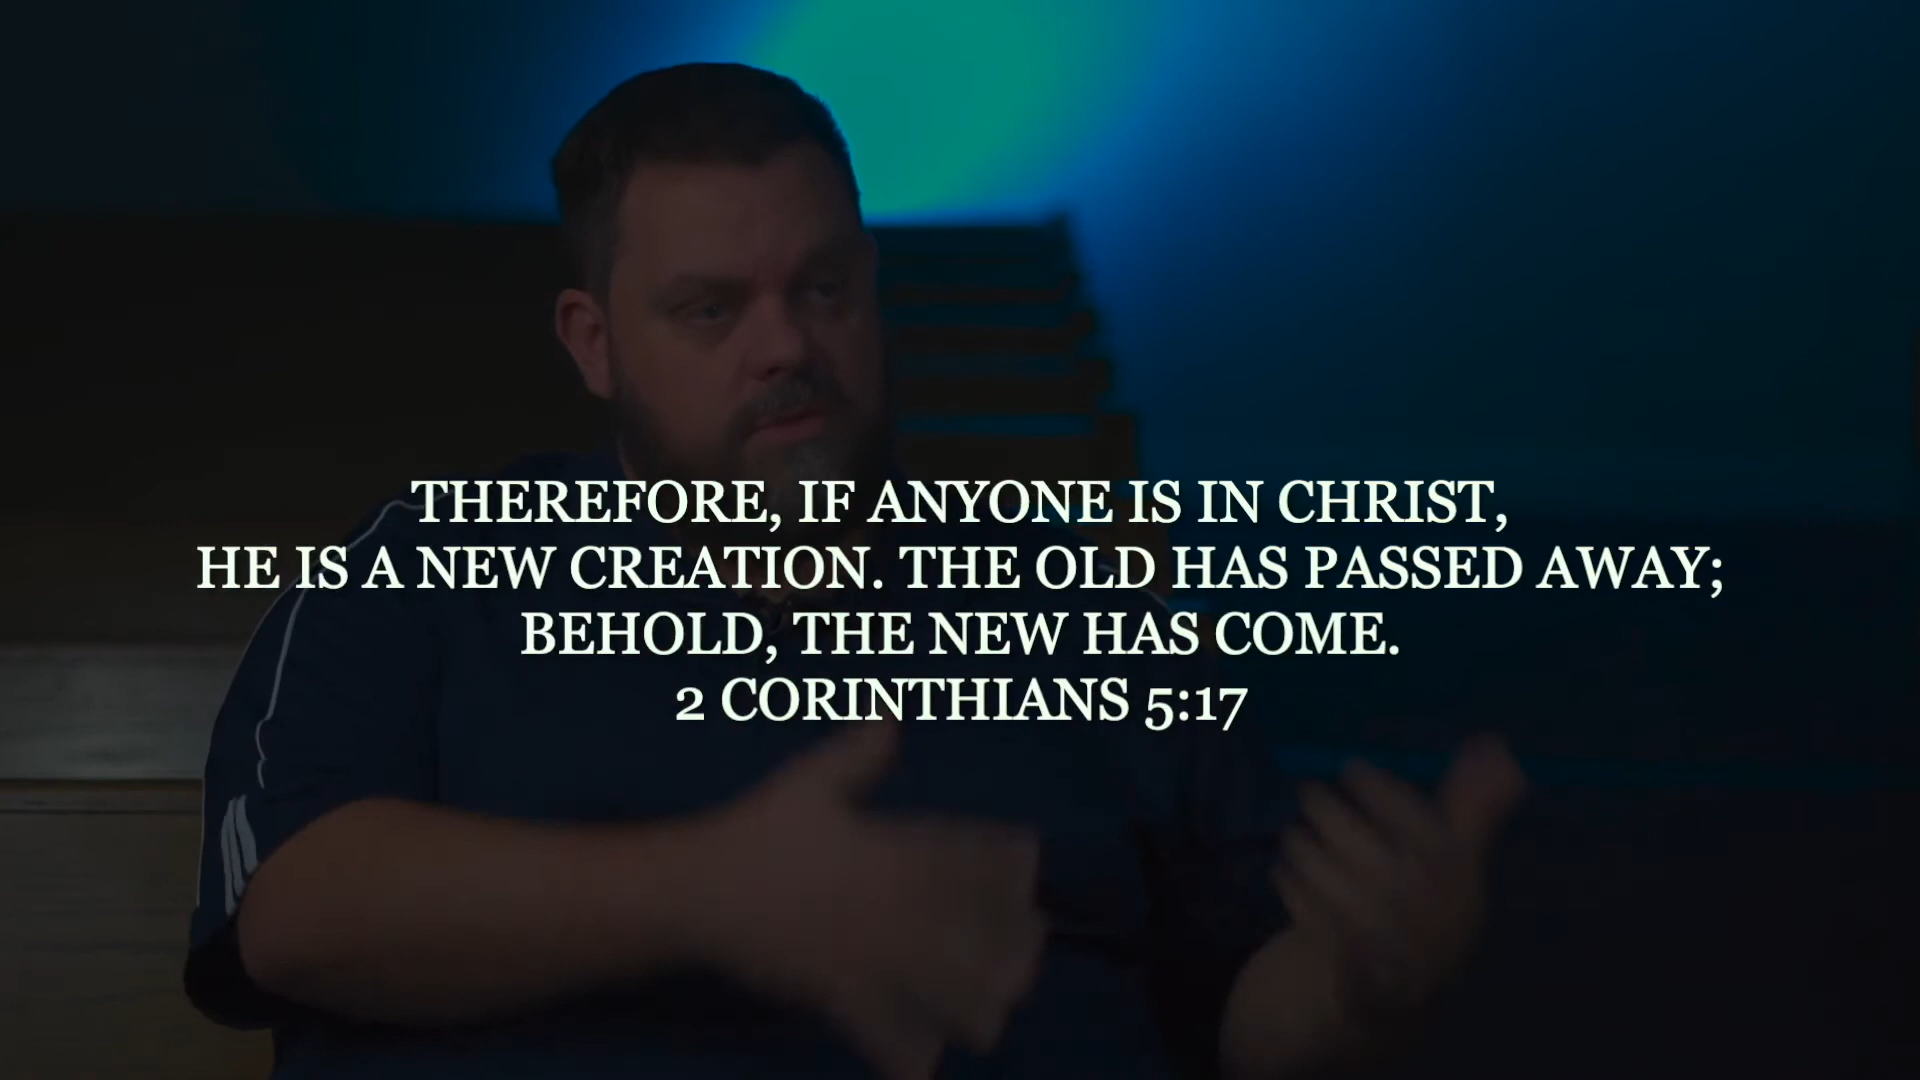 THEREFORE, IF ANYONE IS IN CHRIST,
HE IS A NEW CREATION. THE OLD HAS PASSED AWAY;
BEHOLD, THE NEW HAS COME.
2 CORINTHIANS 5:17